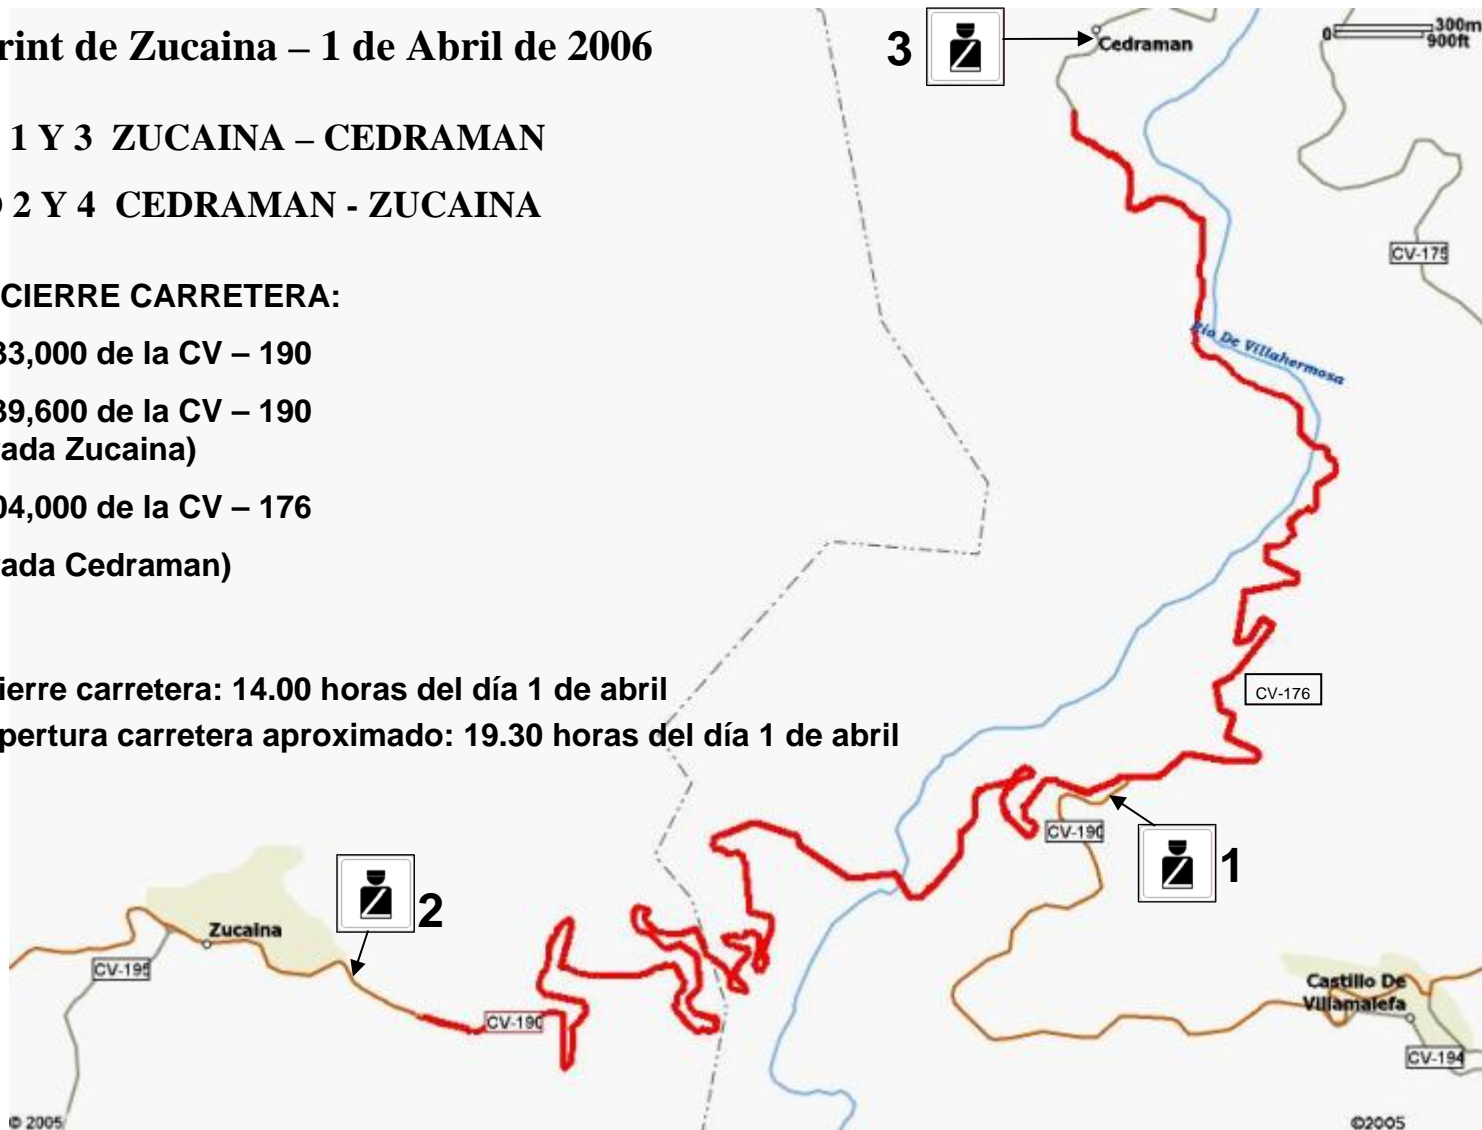 rint de Zucaina – 1 de Abril de 2006
1 Y 3 ZUCAINA – CEDRAMAN
2 Y 4 CEDRAMAN - ZUCAINA
CIERRE CARRETERA:
33,000 de la CV – 190
39,600 de la CV – 190
ada Zucaina)
04,000 de la CV – 176
ada Cedraman)
ierre carretera: 14.00 horas del día 1 de abril
pertura carretera aproximado: 19.30 horas del día 1 de abril
3
Cedraman
0
300m
900ft
CV-175
Río De Villahermosa
CV-176
CV-190
1
2
Zucaina
CV-195
CV-190
Castillo De
Villamalefa
CV-194
© 2005
©2005